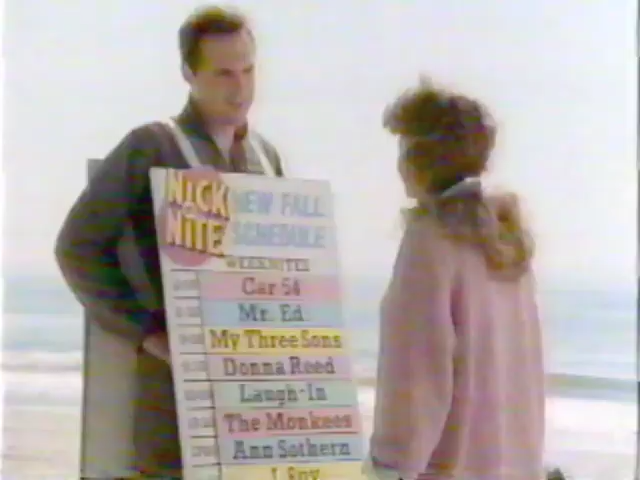 NICK
NITE
NEW FALL
SCHEDULE
WEEKNITES
Car 54
Mr. Ed
My Three Sons
Donna Reed
Laugh-In
The Monkees
Ann Sothern
I Spy